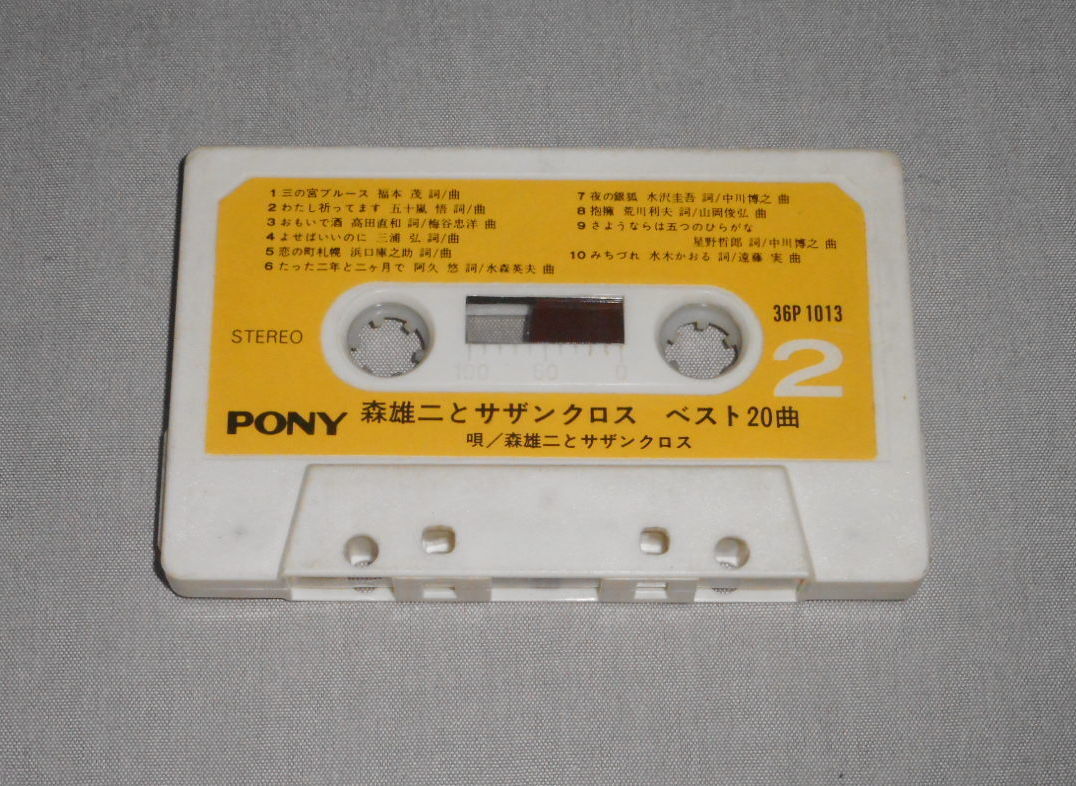 1 三の宮ブルース 福本 茂 詞/曲
2 わたし祈ってます 五十嵐 悟 詞/曲
3 おもいで酒 高田直和 詞/梅谷忠洋 曲
4 よせばいいのに 三浦 弘 詞/曲
5 恋の町札幌 浜口庫之助 詞/曲
6 たった二年と二ヶ月で 阿久 悠 詞/水森英夫 曲
7 夜の銀狐 水沢圭吾 詞/中川博之 曲
8 抱擁 荒川利夫 詞/山岡俊弘 曲
9 さようならは五つのひらがな
星野哲郎 詞/中川博之 曲
10 みちづれ 水木かおる 詞/遠藤 実 曲
STEREO
36P 1013
2
100 50 0
PONY 森雄二とサザンクロス ベスト20曲
唄/森雄二とサザンクロス